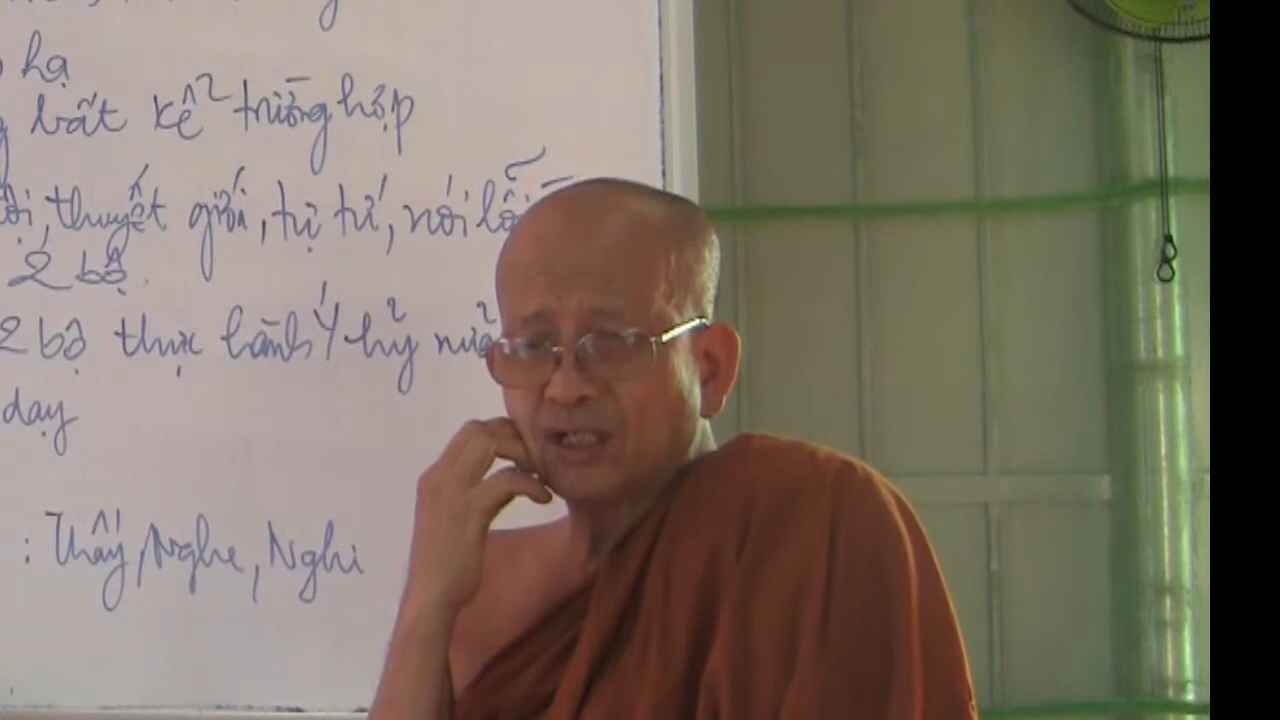 hạ
bất kể trường hợp
tội, thuyết giới, tự tứ, nói lỗi
2 bộ.
2 bộ thực hành Ý hỷ nửa
dạy
: Thấy, Nghe, Nghi